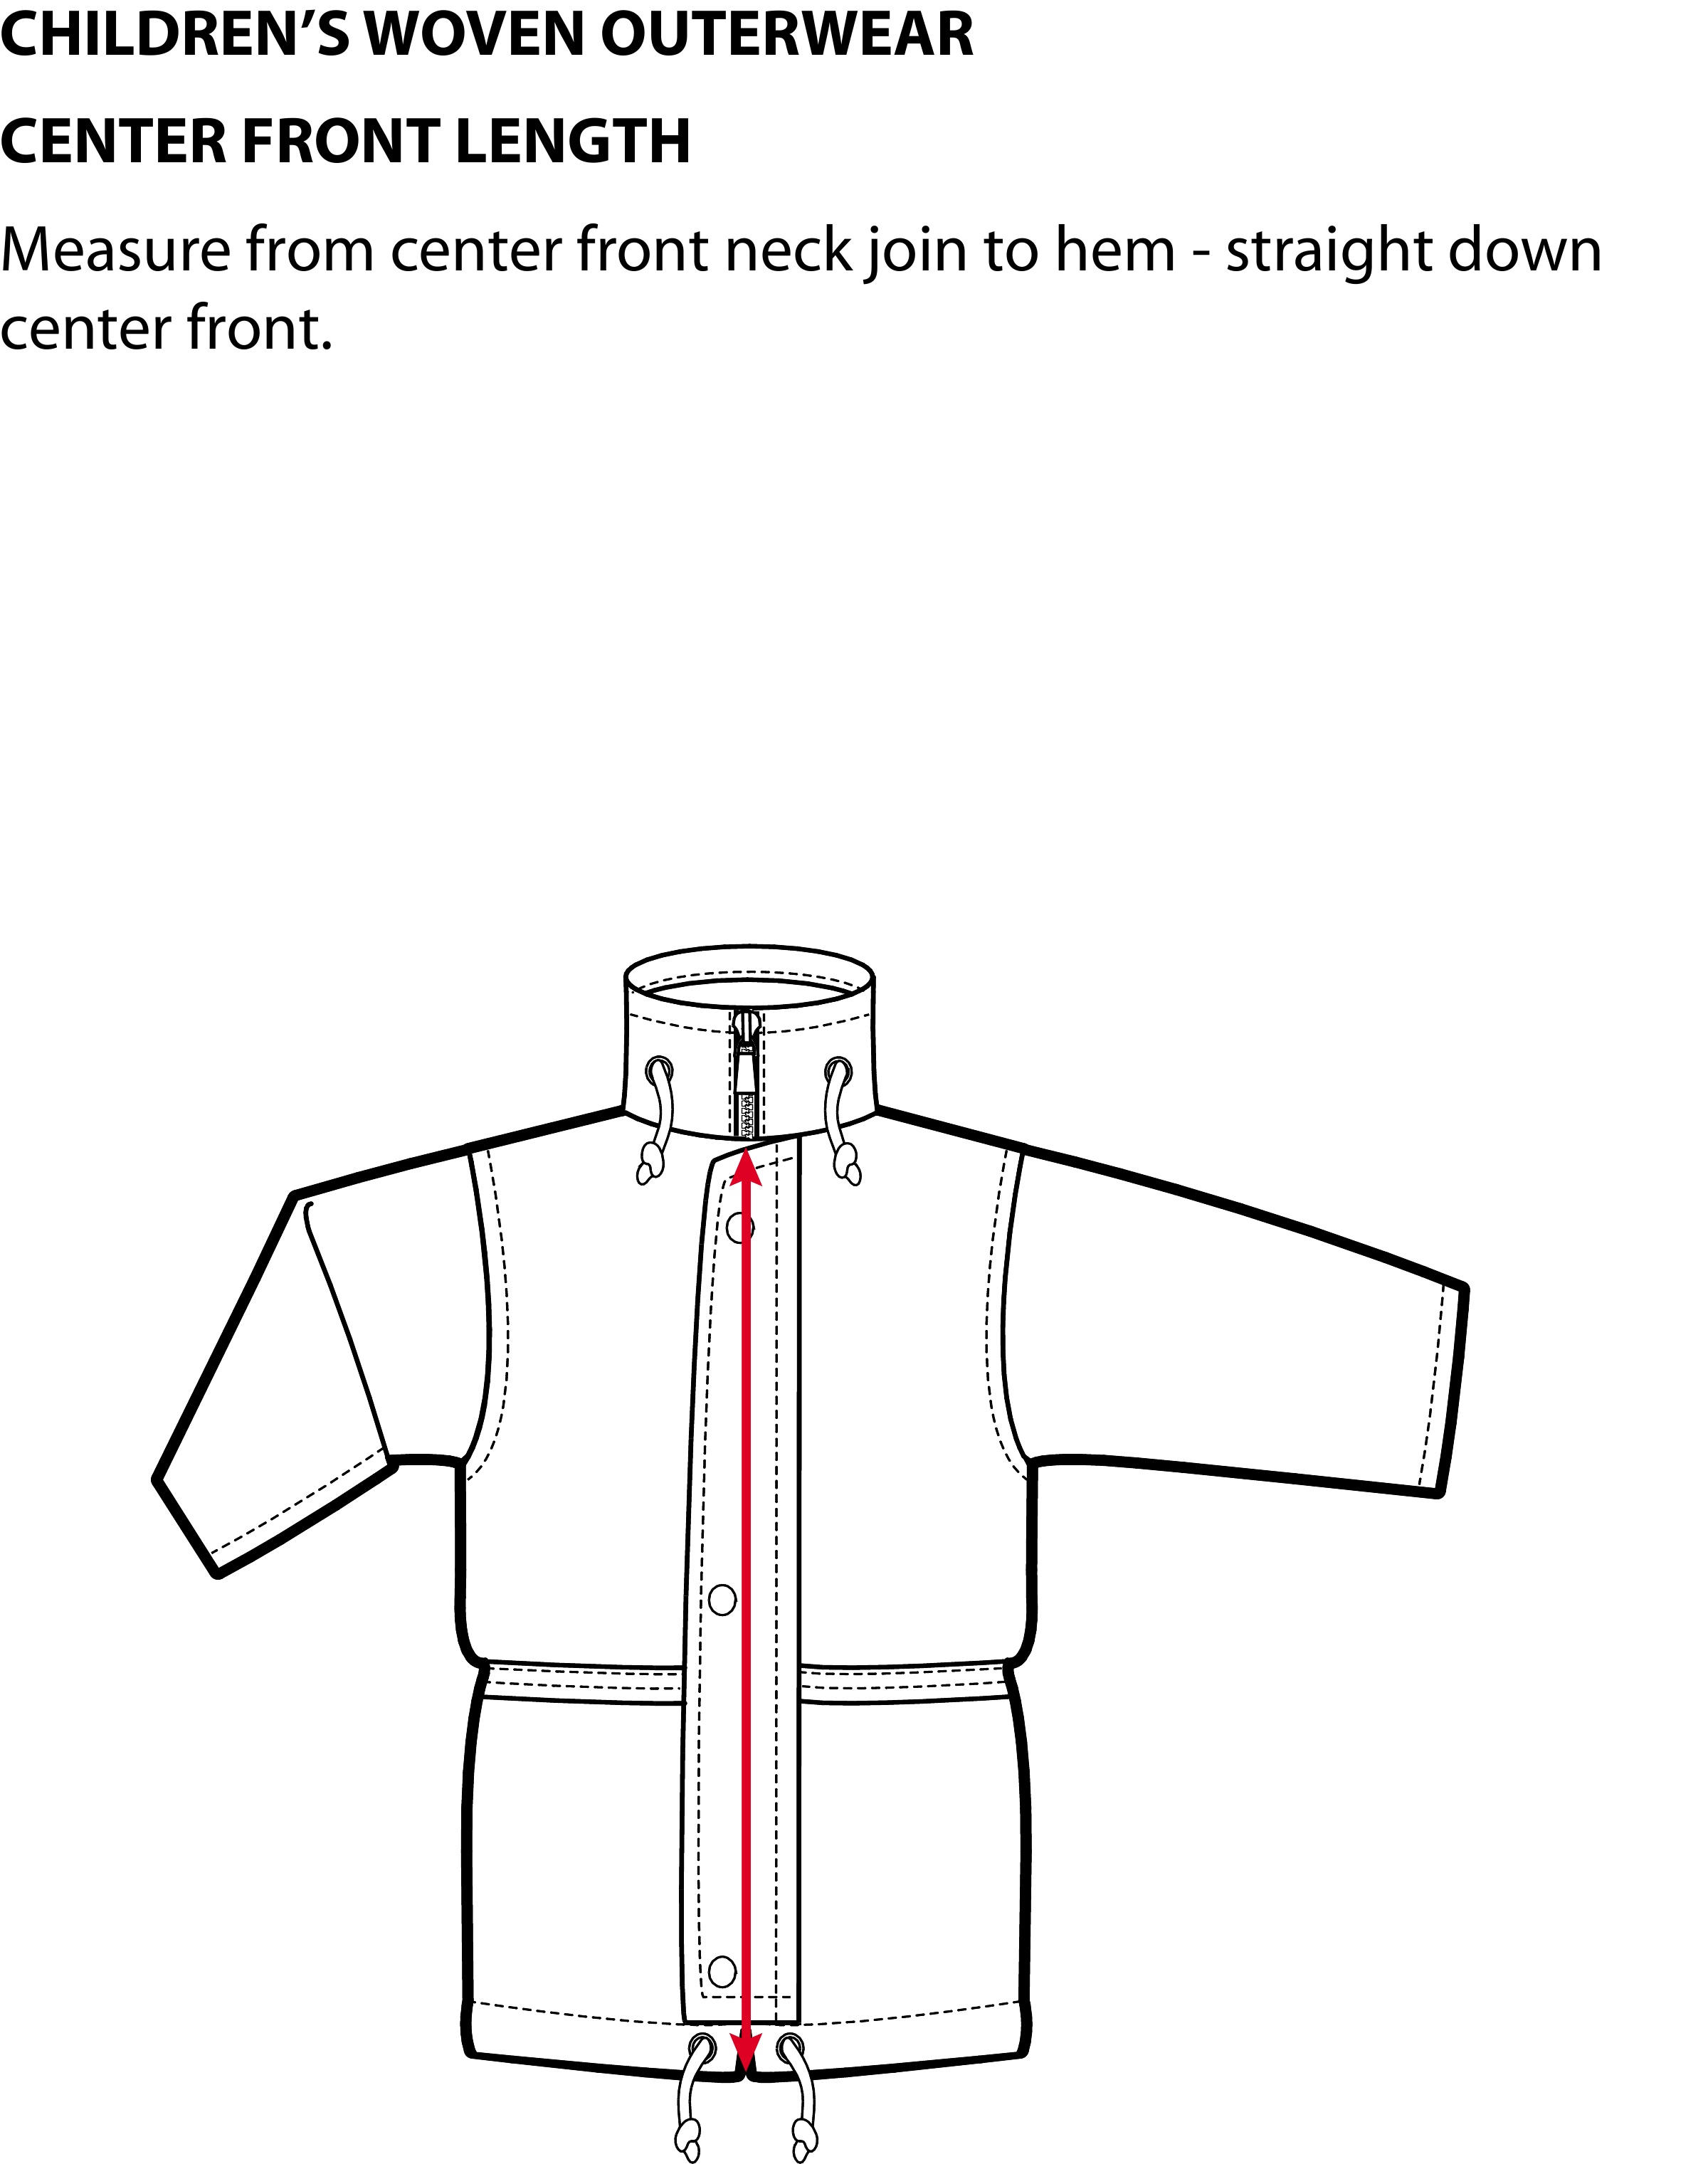 CHILDREN’S WOVEN OUTERWEAR
CENTER FRONT LENGTH
Measure from center front neck join to hem - straight down
center front.